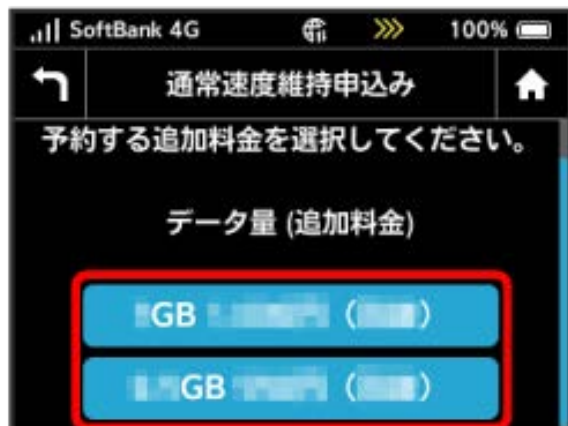 SoftBank 4G 100%
通常速度維持申込み
予約する追加料金を選択してください。
データ量 (追加料金)
GB ( )
GB ( )